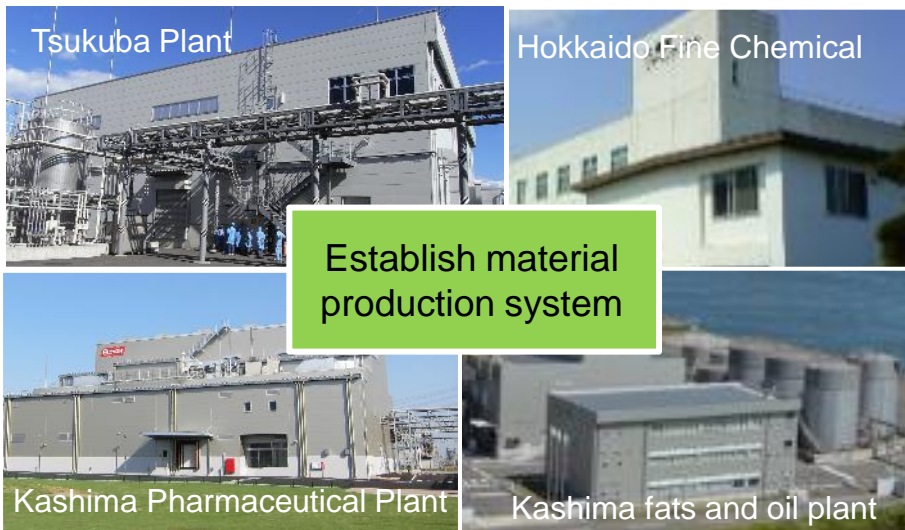 Tsukuba Plant
Hokkaido Fine Chemical
Establish material
production system
Kashima Pharmaceutical Plant
Kashima fats and oil plant